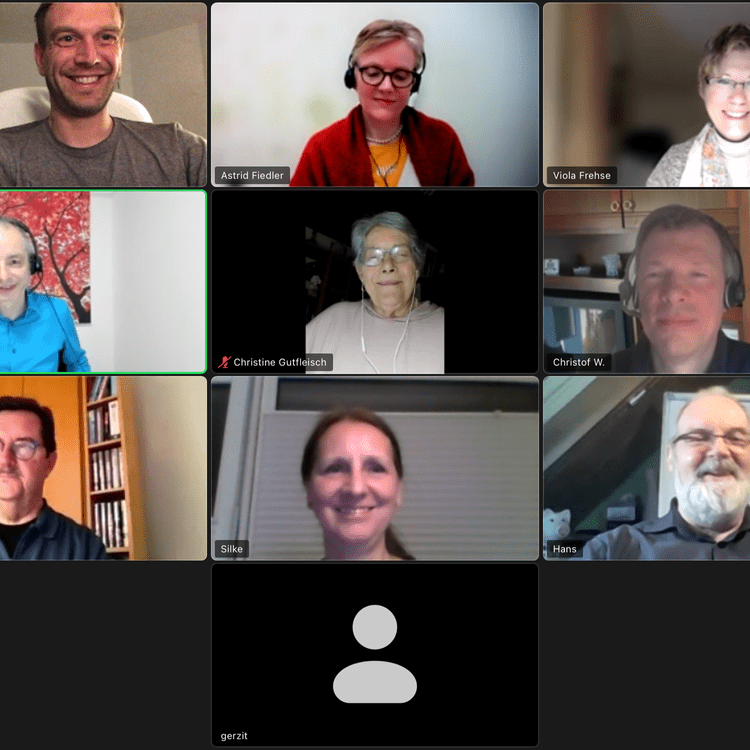 Astrid Fiedler
Viola Frehse
Christine Gutfleisch
Christof W.
Silke
Hans
gerzit